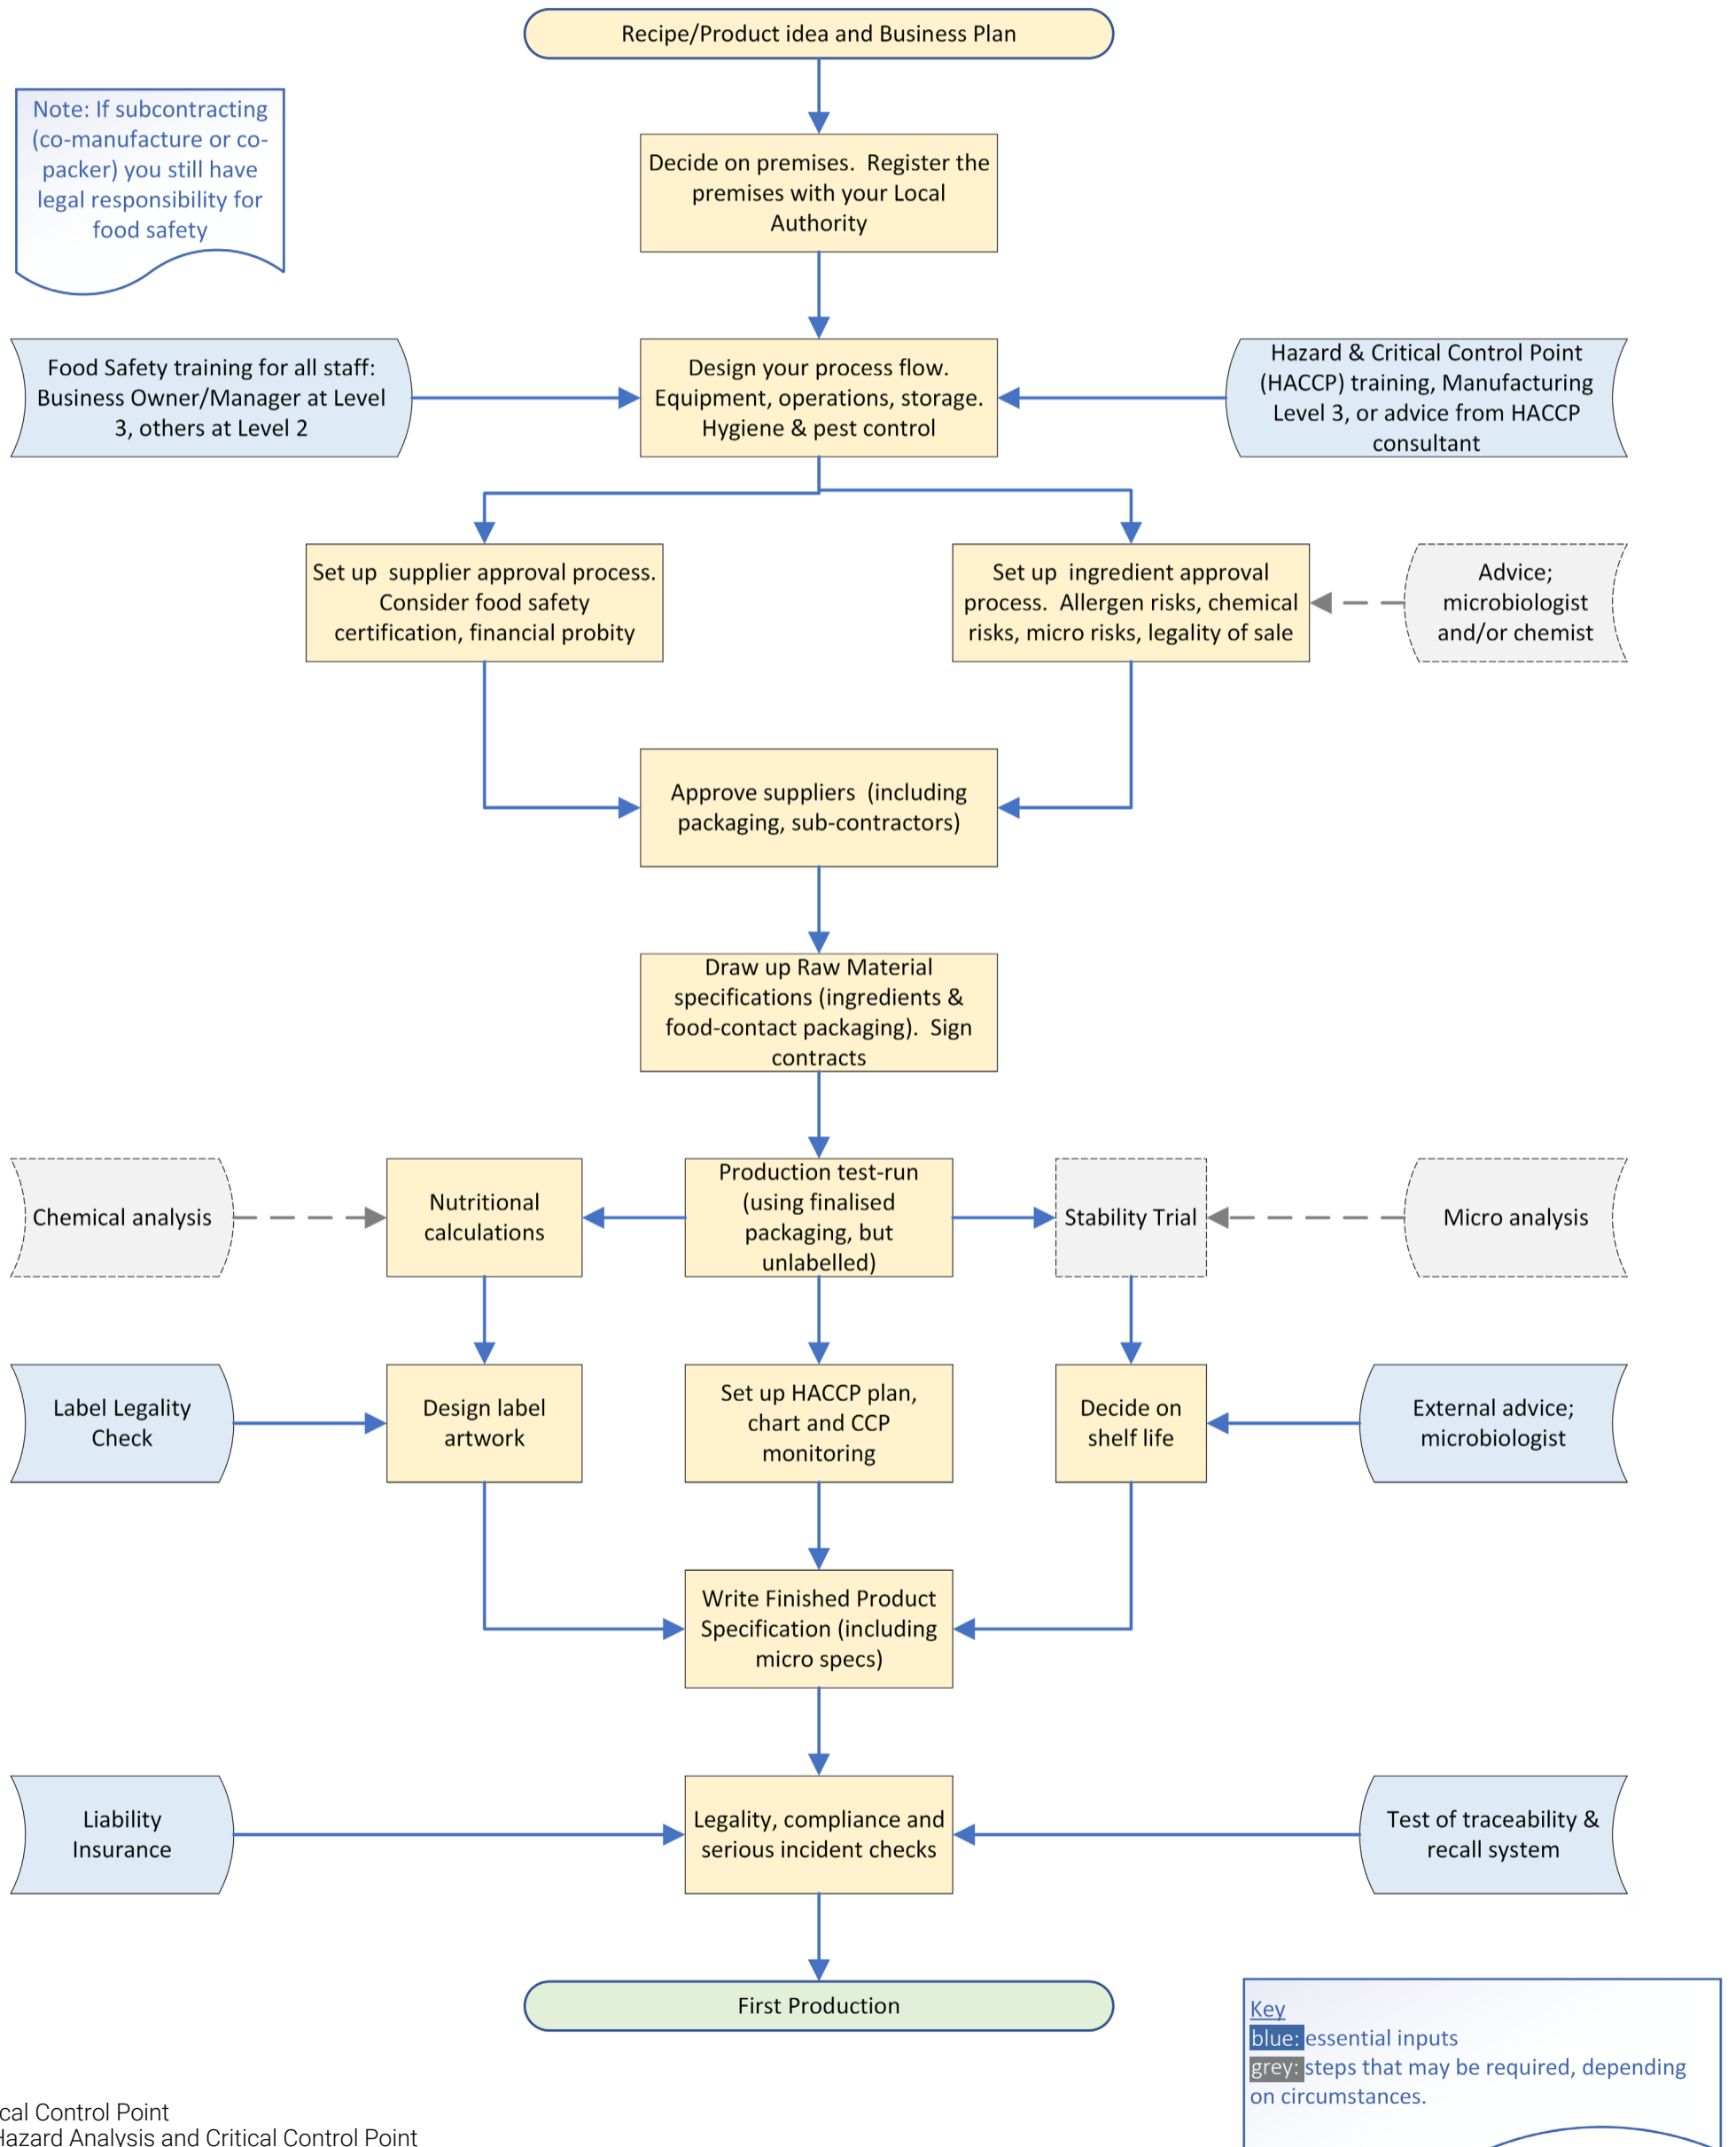 Recipe/Product idea and Business Plan
Note: If subcontracting
(co-manufacture or co-
packer) you still have
legal responsibility for
food safety
Decide on premises.  Register the
premises with your Local
Authority
Food Safety training for all staff:
Business Owner/Manager at Level
3, others at Level 2
Design your process flow.
Equipment, operations, storage.
Hygiene & pest control
Hazard & Critical Control Point
(HACCP) training, Manufacturing
Level 3, or advice from HACCP
consultant
Set up  supplier approval process.
Consider food safety
certification, financial probity
Set up  ingredient approval
process.  Allergen risks, chemical
risks, micro risks, legality of sale
Advice;
microbiologist
and/or chemist
Approve suppliers  (including
packaging, sub-contractors)
Draw up Raw Material
specifications (ingredients &
food-contact packaging).  Sign
contracts
Chemical analysis
Nutritional
calculations
Production test-run
(using finalised
packaging, but
unlabelled)
Stability Trial
Micro analysis
Label Legality
Check
Design label
artwork
Set up HACCP plan,
chart and CCP
monitoring
Decide on
shelf life
External advice;
microbiologist
Write Finished Product
Specification (including
micro specs)
Liability
Insurance
Legality, compliance and
serious incident checks
Test of traceability &
recall system
First Production
Key
blue: essential inputs
grey: steps that may be required, depending
on circumstances.
cal Control Point
Hazard Analysis and Critical Control Point